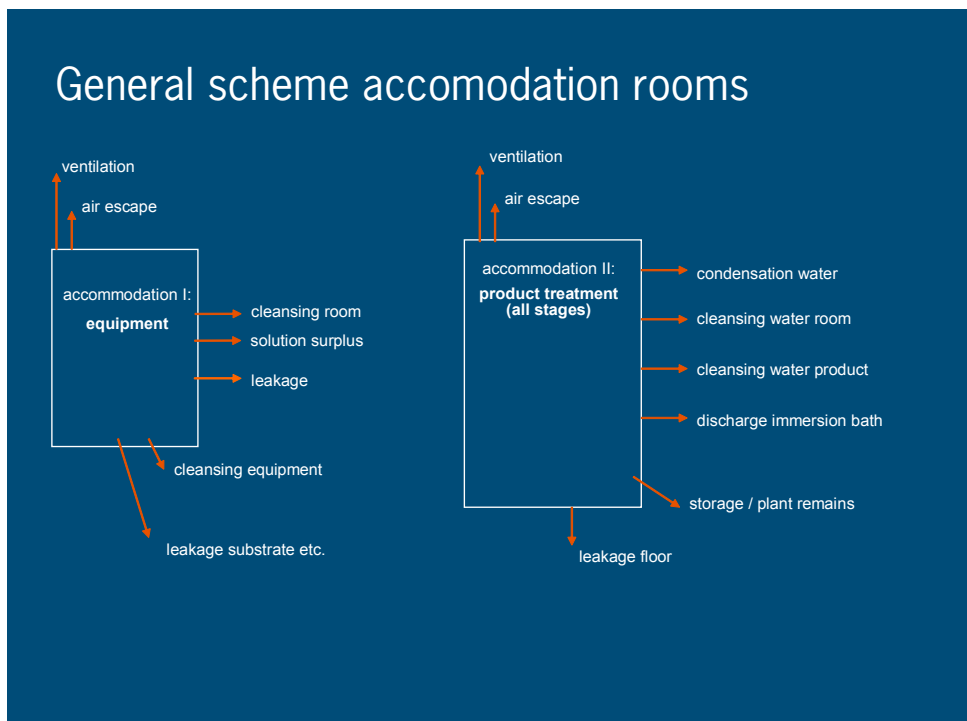 General scheme accomodation rooms
ventilation
air escape
accommodation I:
equipment
cleansing room
solution surplus
leakage
cleansing equipment
leakage substrate etc.
ventilation
air escape
accommodation II:
product treatment
(all stages)
condensation water
cleansing water room
cleansing water product
discharge immersion bath
storage / plant remains
leakage floor